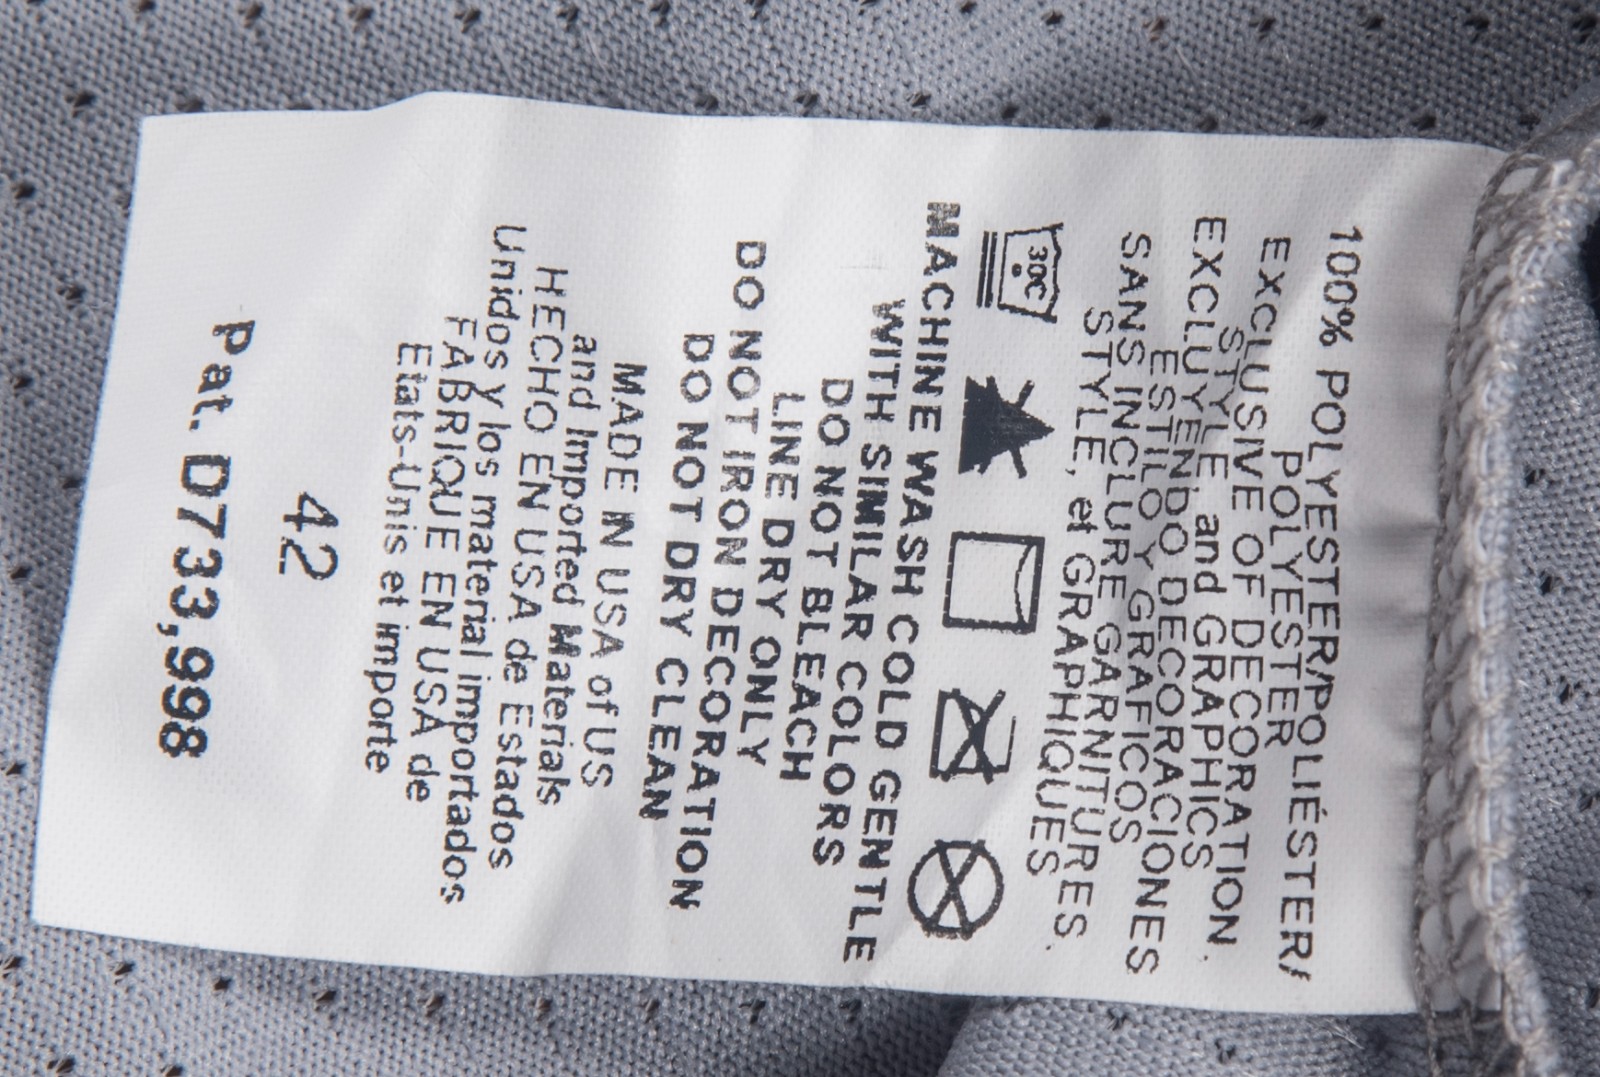 100% POLYESTER/POLIÉSTER/
POLYESTER
EXCLUSIVE OF DECORATION.
STYLE and GRAPHICS
EXCLUYENDO DECORACIONES
ESTILO Y GRAFICOS
SANS INCLURE GARNITURES.
STYLE, et GRAPHIQUES
30C
MACHINE WASH COLD GENTLE
WITH SIMILAR COLORS
DO NOT BLEACH
LINE DRY ONLY
DO NOT IRON DECORATION
DO NOT DRY CLEAN
MADE IN USA of US
and Imported Materials
HECHO EN USA de Estados
Unidos Y los material importados
FABRIQUE EN USA de
Etats-Unis et importe
42
Pat. D733,998